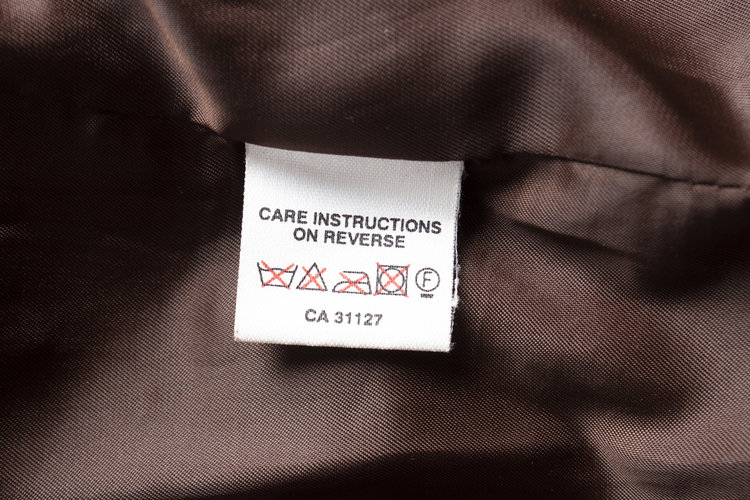 CARE INSTRUCTIONS
ON REVERSE
F
CA 31127